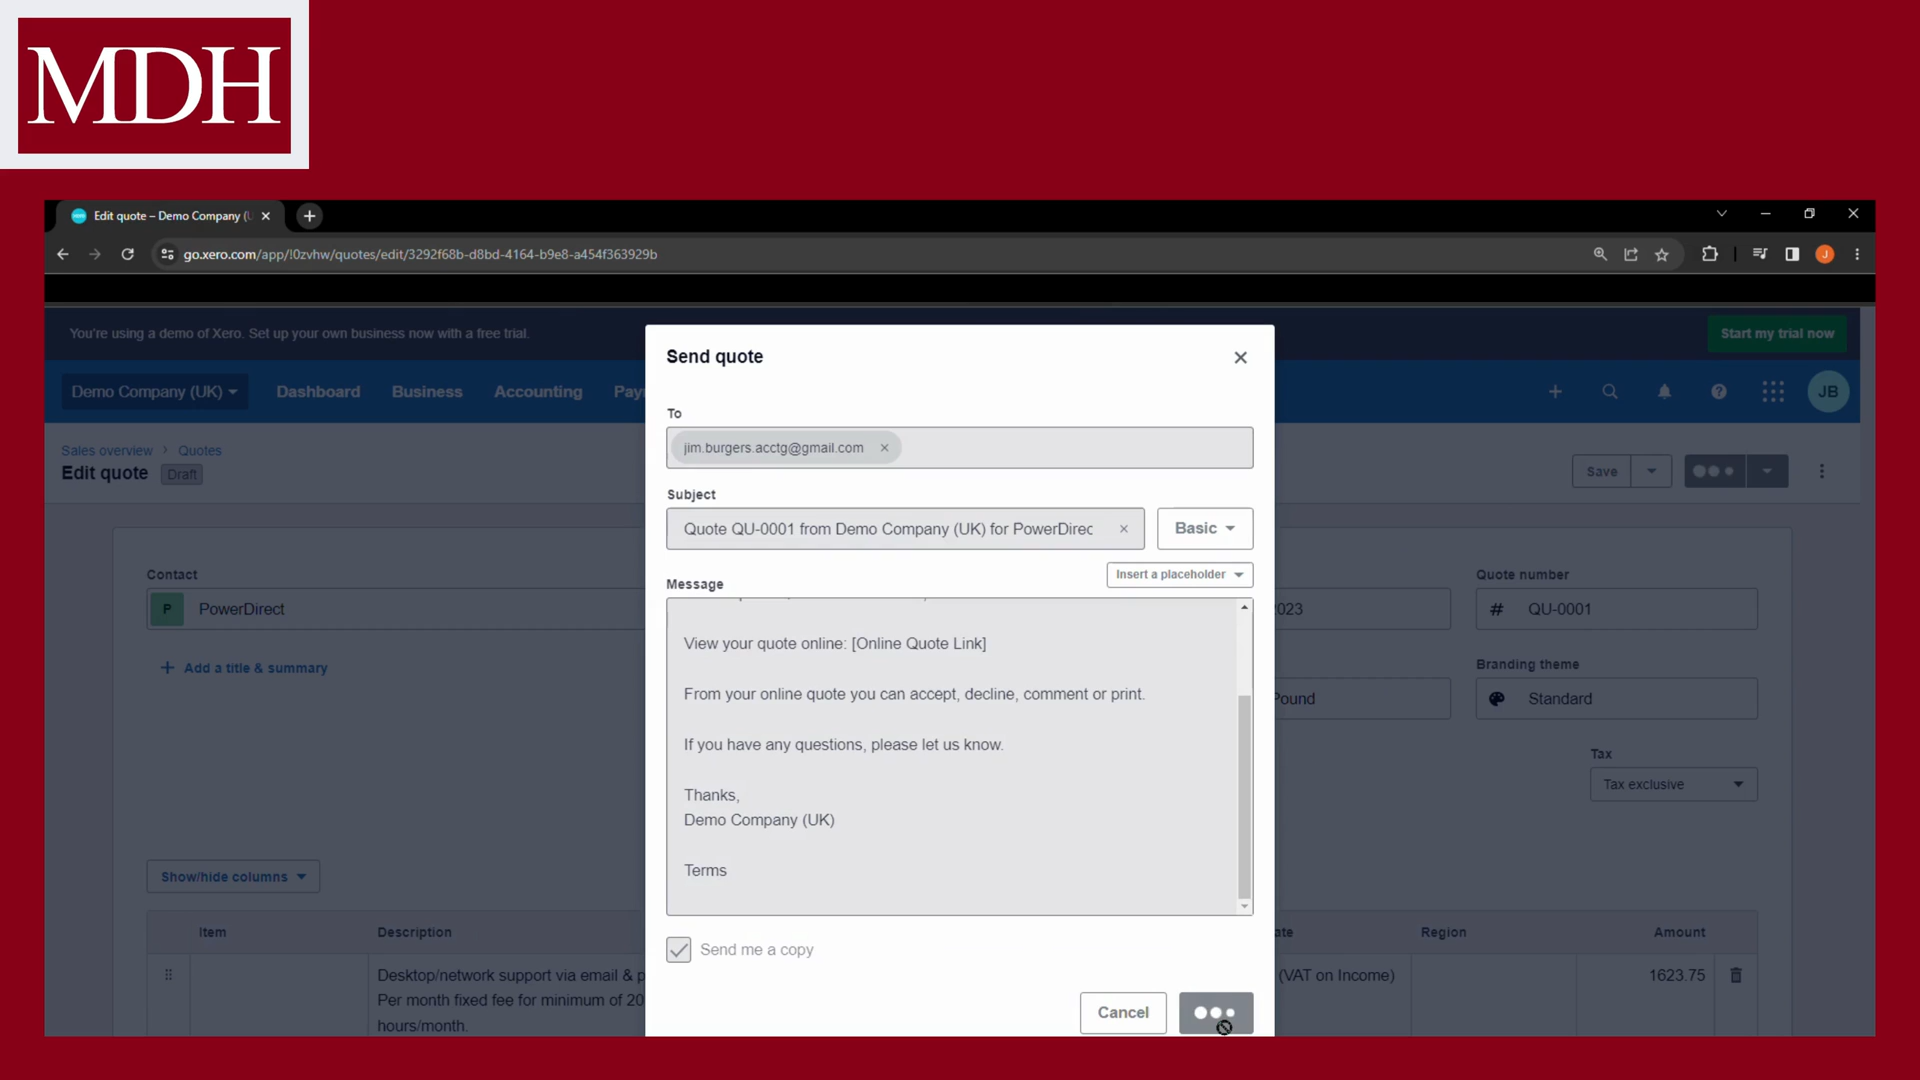 MDH
Edit quote – Demo Company (U
go.xero.com/app/!0zvhw/quotes/edit/3292f68b-d8bd-4164-b9e8-a454f363929b
J
You're using a demo of Xero. Set up your own business now with a free trial.
Start my trial now
Demo Company (UK)
Dashboard
Business
Accounting
Pay
JB
Sales overview > Quotes
Edit quote
Draft
Save
Contact
P
PowerDirect
+ Add a title & summary
Show/hide columns
Send quote
To
jim.burgers.acctg@gmail.com
Subject
Quote QU-0001 from Demo Company (UK) for PowerDirec
Basic
Insert a placeholder
Message
View your quote online: [Online Quote Link]
From your online quote you can accept, decline, comment or print.
If you have any questions, please let us know.
Thanks,
Demo Company (UK)
Terms
Send me a copy
Cancel
2023
Quote number
# QU-0001
Pound
Branding theme
Standard
Tax
Tax exclusive
Item
Description
ate
Region
Amount
Desktop/network support via email & p
Per month fixed fee for minimum of 20
hours/month.
(VAT on Income)
1623.75